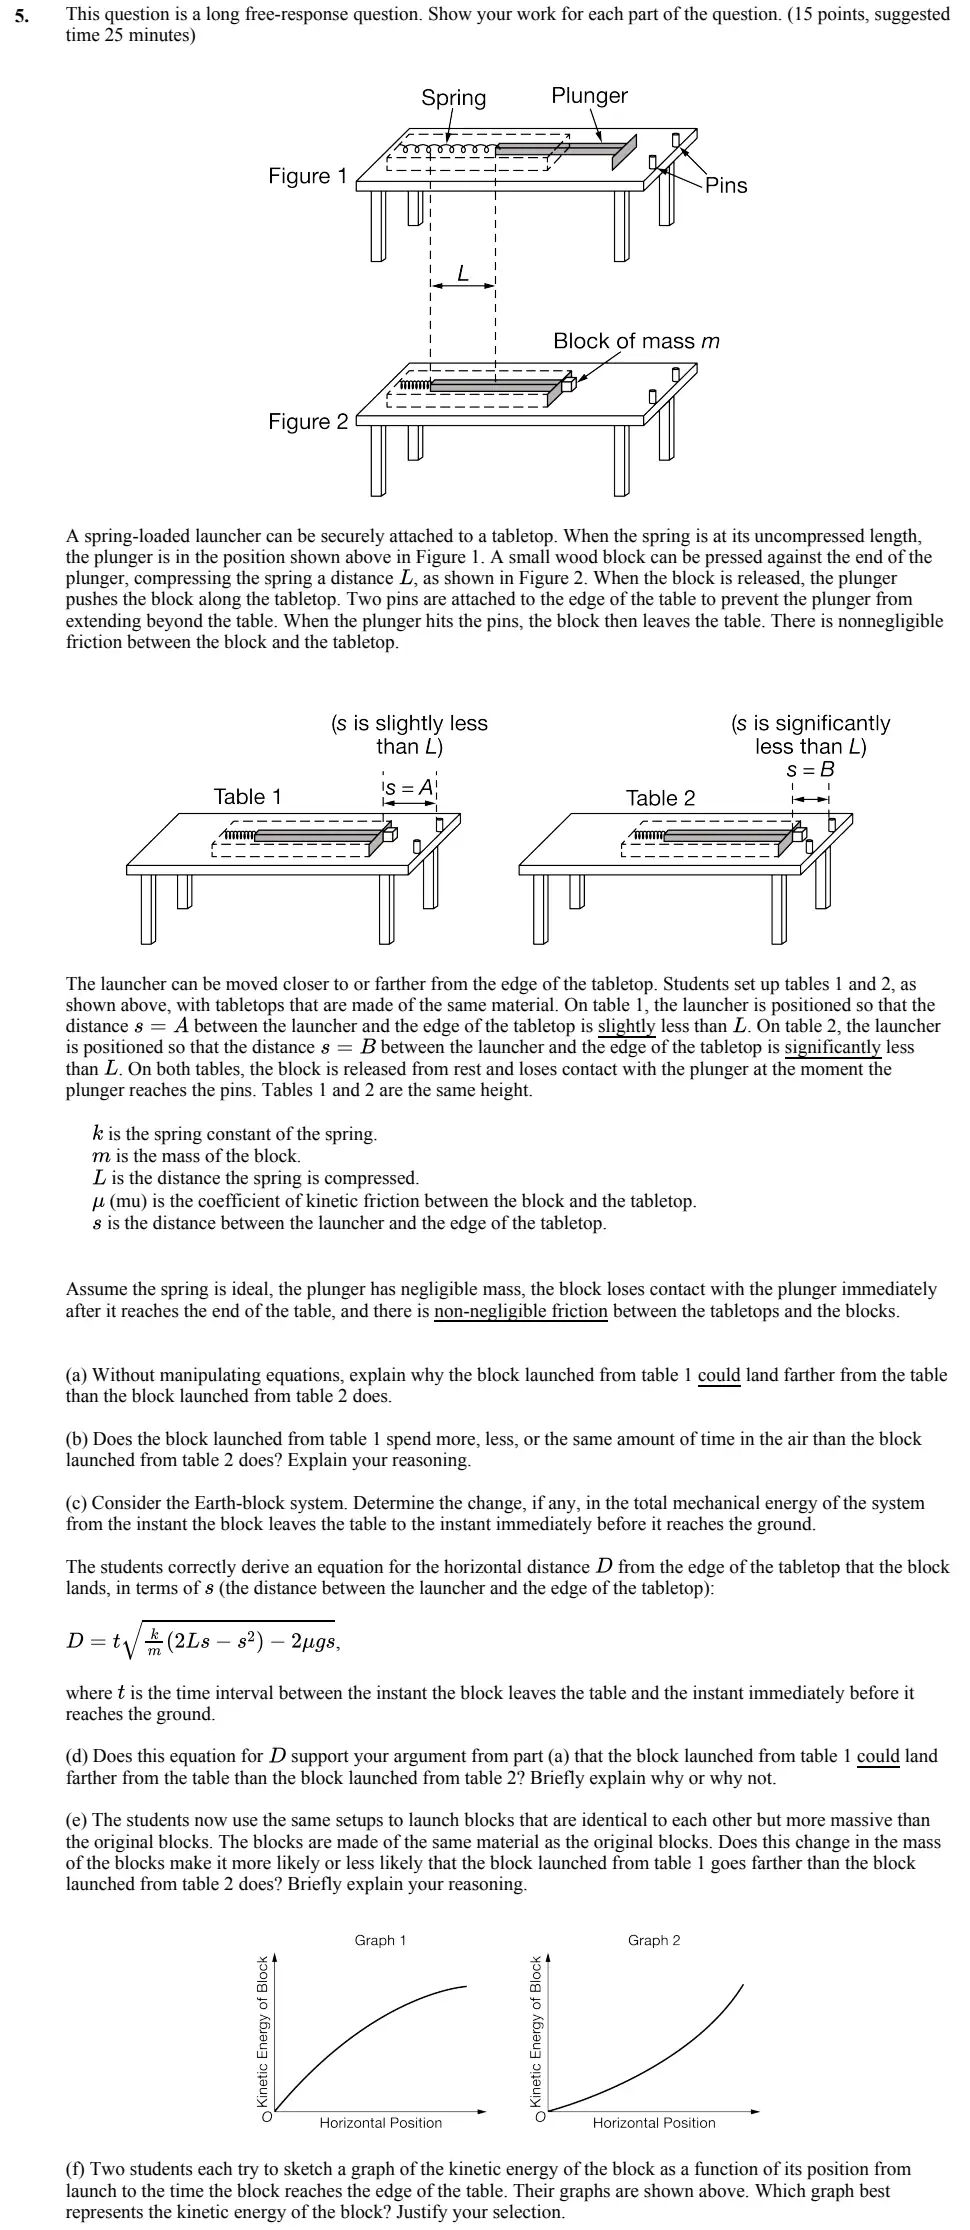 5. This question is a long free-response question. Show your work for each part of the question. (15 points, suggested
time 25 minutes)
Spring
Plunger
Figure 1
Pins
L
Block of mass m
Figure 2
A spring-loaded launcher can be securely attached to a tabletop. When the spring is at its uncompressed length,
the plunger is in the position shown above in Figure 1. A small wood block can be pressed against the end of the
plunger, compressing the spring a distance L, as shown in Figure 2. When the block is released, the plunger
pushes the block along the tabletop. Two pins are attached to the edge of the table to prevent the plunger from
extending beyond the table. When the plunger hits the pins, the block then leaves the table. There is nonnegligible
friction between the block and the tabletop.
(s is slightly less
than L)
s = A
Table 1
(s is significantly
less than L)
s = B
Table 2
The launcher can be moved closer to or farther from the edge of the tabletop. Students set up tables 1 and 2, as
shown above, with tabletops that are made of the same material. On table 1, the launcher is positioned so that the
distance s = A between the launcher and the edge of the tabletop is slightly less than L. On table 2, the launcher
is positioned so that the distance s = B between the launcher and the edge of the tabletop is significantly less
than L. On both tables, the block is released from rest and loses contact with the plunger at the moment the
plunger reaches the pins. Tables 1 and 2 are the same height.
k is the spring constant of the spring.
m is the mass of the block.
L is the distance the spring is compressed.
μ (mu) is the coefficient of kinetic friction between the block and the tabletop.
s is the distance between the launcher and the edge of the tabletop.
Assume the spring is ideal, the plunger has negligible mass, the block loses contact with the plunger immediately
after it reaches the end of the table, and there is non-negligible friction between the tabletops and the blocks.
(a) Without manipulating equations, explain why the block launched from table 1 could land farther from the table
than the block launched from table 2 does.
(b) Does the block launched from table 1 spend more, less, or the same amount of time in the air than the block
launched from table 2 does? Explain your reasoning.
(c) Consider the Earth-block system. Determine the change, if any, in the total mechanical energy of the system
from the instant the block leaves the table to the instant immediately before it reaches the ground.
The students correctly derive an equation for the horizontal distance D from the edge of the tabletop that the block
lands, in terms of s (the distance between the launcher and the edge of the tabletop):
D = t√(k/m (2Ls − s²) − 2μgs),
where t is the time interval between the instant the block leaves the table and the instant immediately before it
reaches the ground.
(d) Does this equation for D support your argument from part (a) that the block launched from table 1 could land
farther from the table than the block launched from table 2? Briefly explain why or why not.
(e) The students now use the same setups to launch blocks that are identical to each other but more massive than
the original blocks. The blocks are made of the same material as the original blocks. Does this change in the mass
of the blocks make it more likely or less likely that the block launched from table 1 goes farther than the block
launched from table 2 does? Briefly explain your reasoning.
Graph 1
Kinetic Energy of Block
O
Horizontal Position
Graph 2
Kinetic Energy of Block
O
Horizontal Position
(f) Two students each try to sketch a graph of the kinetic energy of the block as a function of its position from
launch to the time the block reaches the edge of the table. Their graphs are shown above. Which graph best
represents the kinetic energy of the block? Justify your selection.